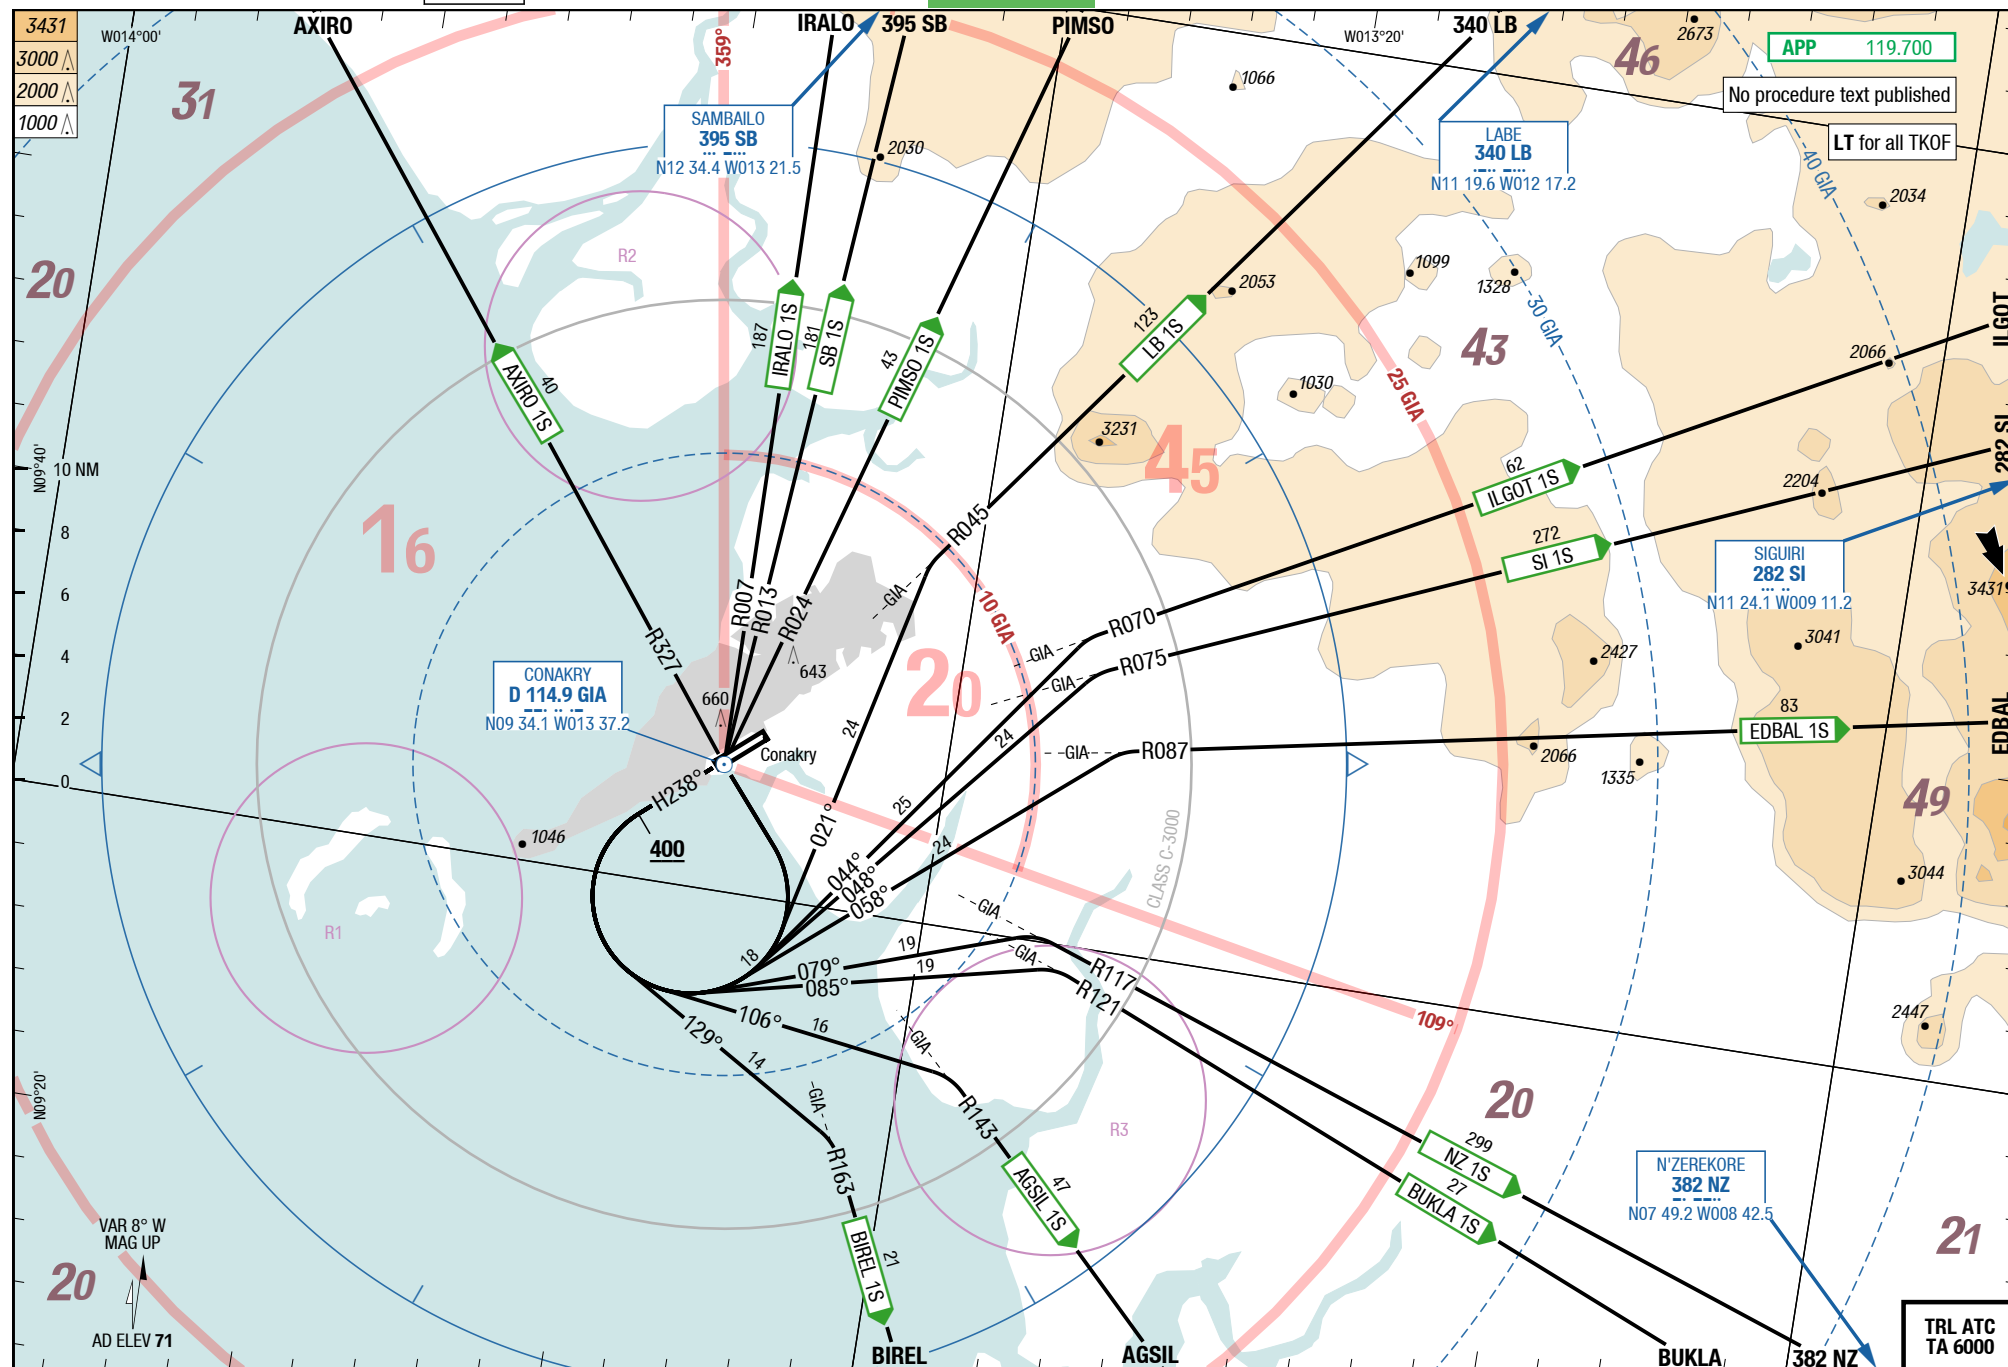 3431
3000
2000
1000
W014°00'
AXIRO
IRALO
395 SB
PIMSO
W013°20'
340 LB
2673
46
APP 119.700
No procedure text published
LT for all TKOF
31
359°
1066
SAMBAILO
395 SB
N12 34.4 W013 21.5
2030
LABE
340 LB
N11 19.6 W012 17.2
40 GIA
2034
20
R2
2053
1099
1328
30 GIA
ILGOT
187
IRALO 1S
181
SB 1S
43
PIMSO 1S
123
LB 1S
43
2066
40
AXIRO 1S
1030
25 GIA
3231
45
N09°40'
10 NM
8
6
4
2
0
62
ILGOT 1S
2204
282 SI
16
R045
272
SI 1S
SIGUIRI
282 SI
N11 24.1 W009 11.2
3431
R327
R007
R013
R024
GIA
10 GIA
R070
GIA
R075
GIA
3041
2427
643
660
20
CONAKRY
D 114.9 GIA
N09 34.1 W013 37.2
Conakry
24
24
GIA
R087
83
EDBAL 1S
EDBAL
2066
1335
H238°
25
021°
24
1046
400
044°
048°
058°
CLASS C-3000
49
3044
R1
GIA
18
19
079°
19
085°
GIA
R117
R121
106°
16
129°
14
GIA
109°
2447
N09°20'
GIA
R143
R3
20
R163
299
NZ 1S
27
BUKLA 1S
47
AGSIL 1S
N'ZEREKORE
382 NZ
N07 49.2 W008 42.5
21
VAR 8° W
MAG UP
20
BIREL 1S
21
AD ELEV 71
TRL ATC
TA 6000
BIREL
AGSIL
BUKLA
382 NZ